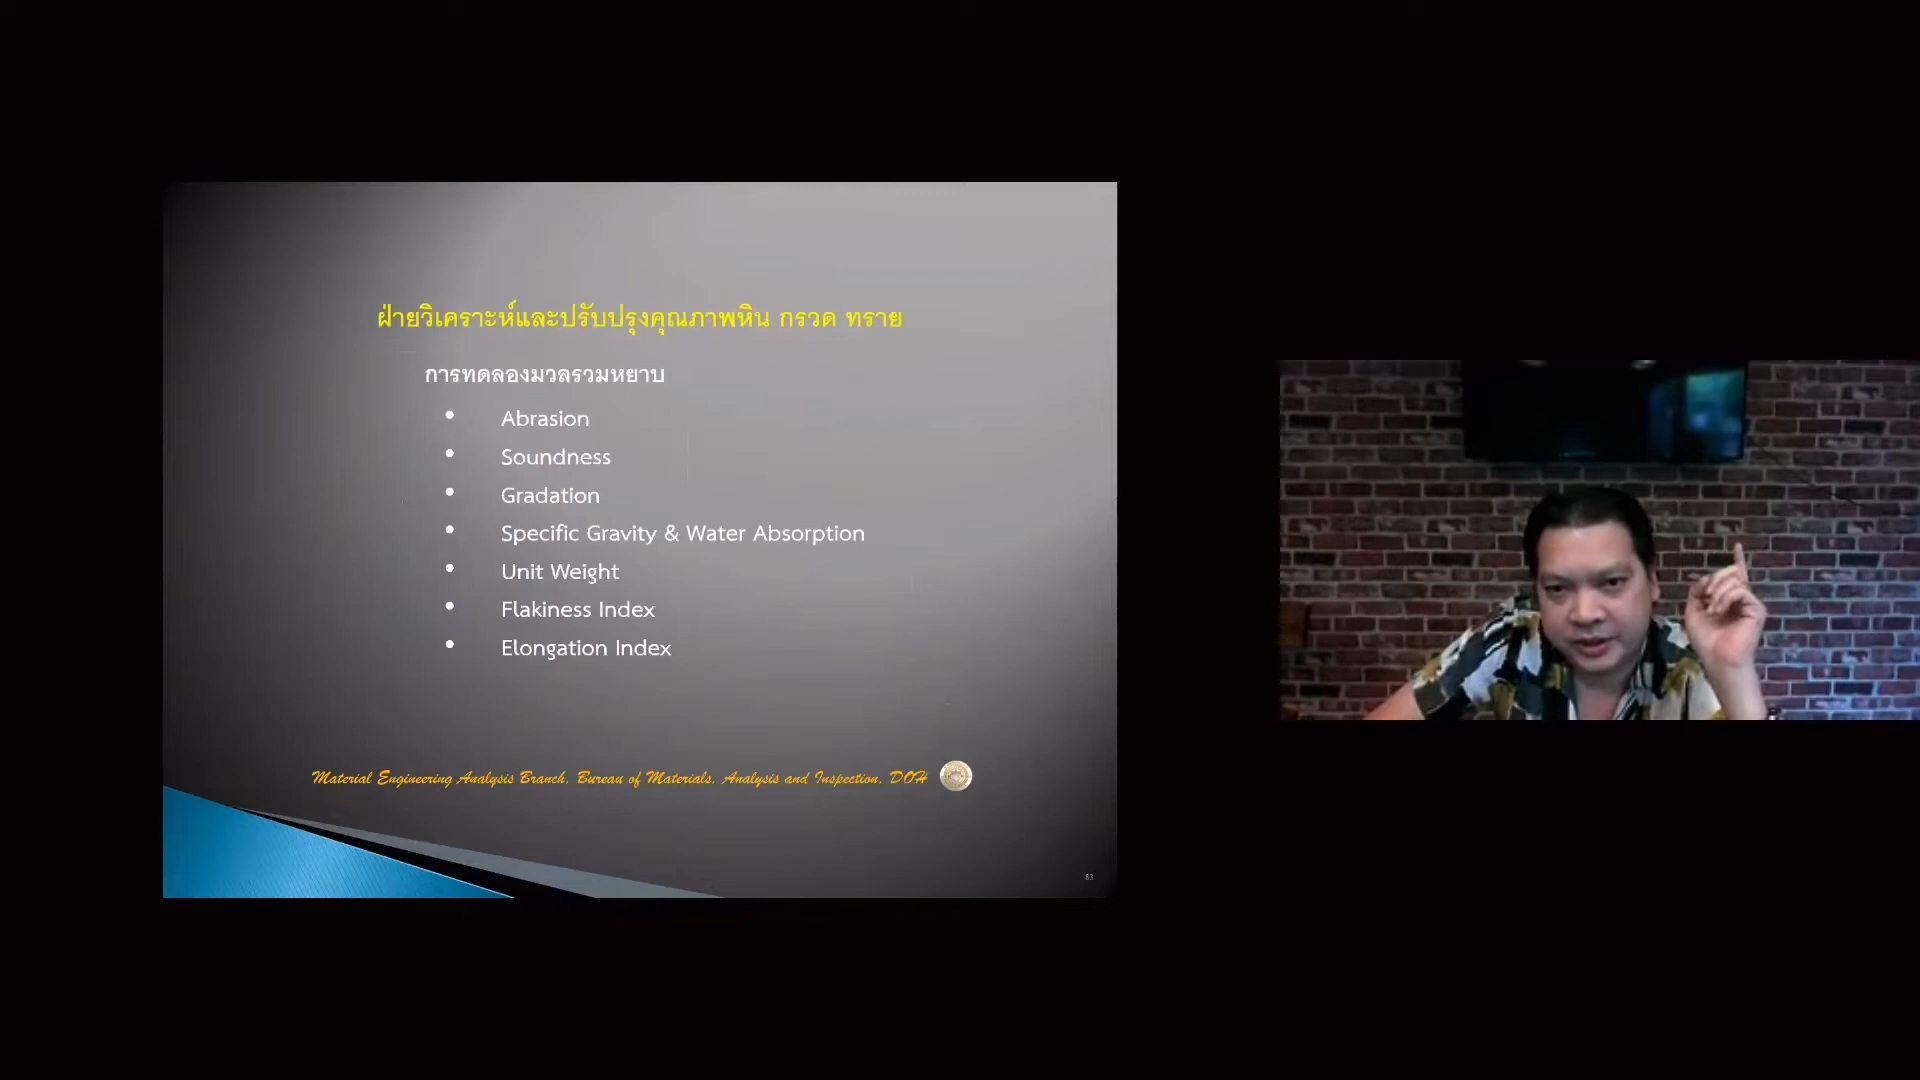 ฝ่ายวิเคราะห์และปรับปรุงคุณภาพหิน กรวด ทราย
การทดลองมวลรวมหยาบ
• Abrasion
• Soundness
• Gradation
• Specific Gravity & Water Absorption
• Unit Weight
• Flakiness Index
• Elongation Index
Material Engineering Analysis Branch, Bureau of Materials, Analysis and Inspection, DOH
83